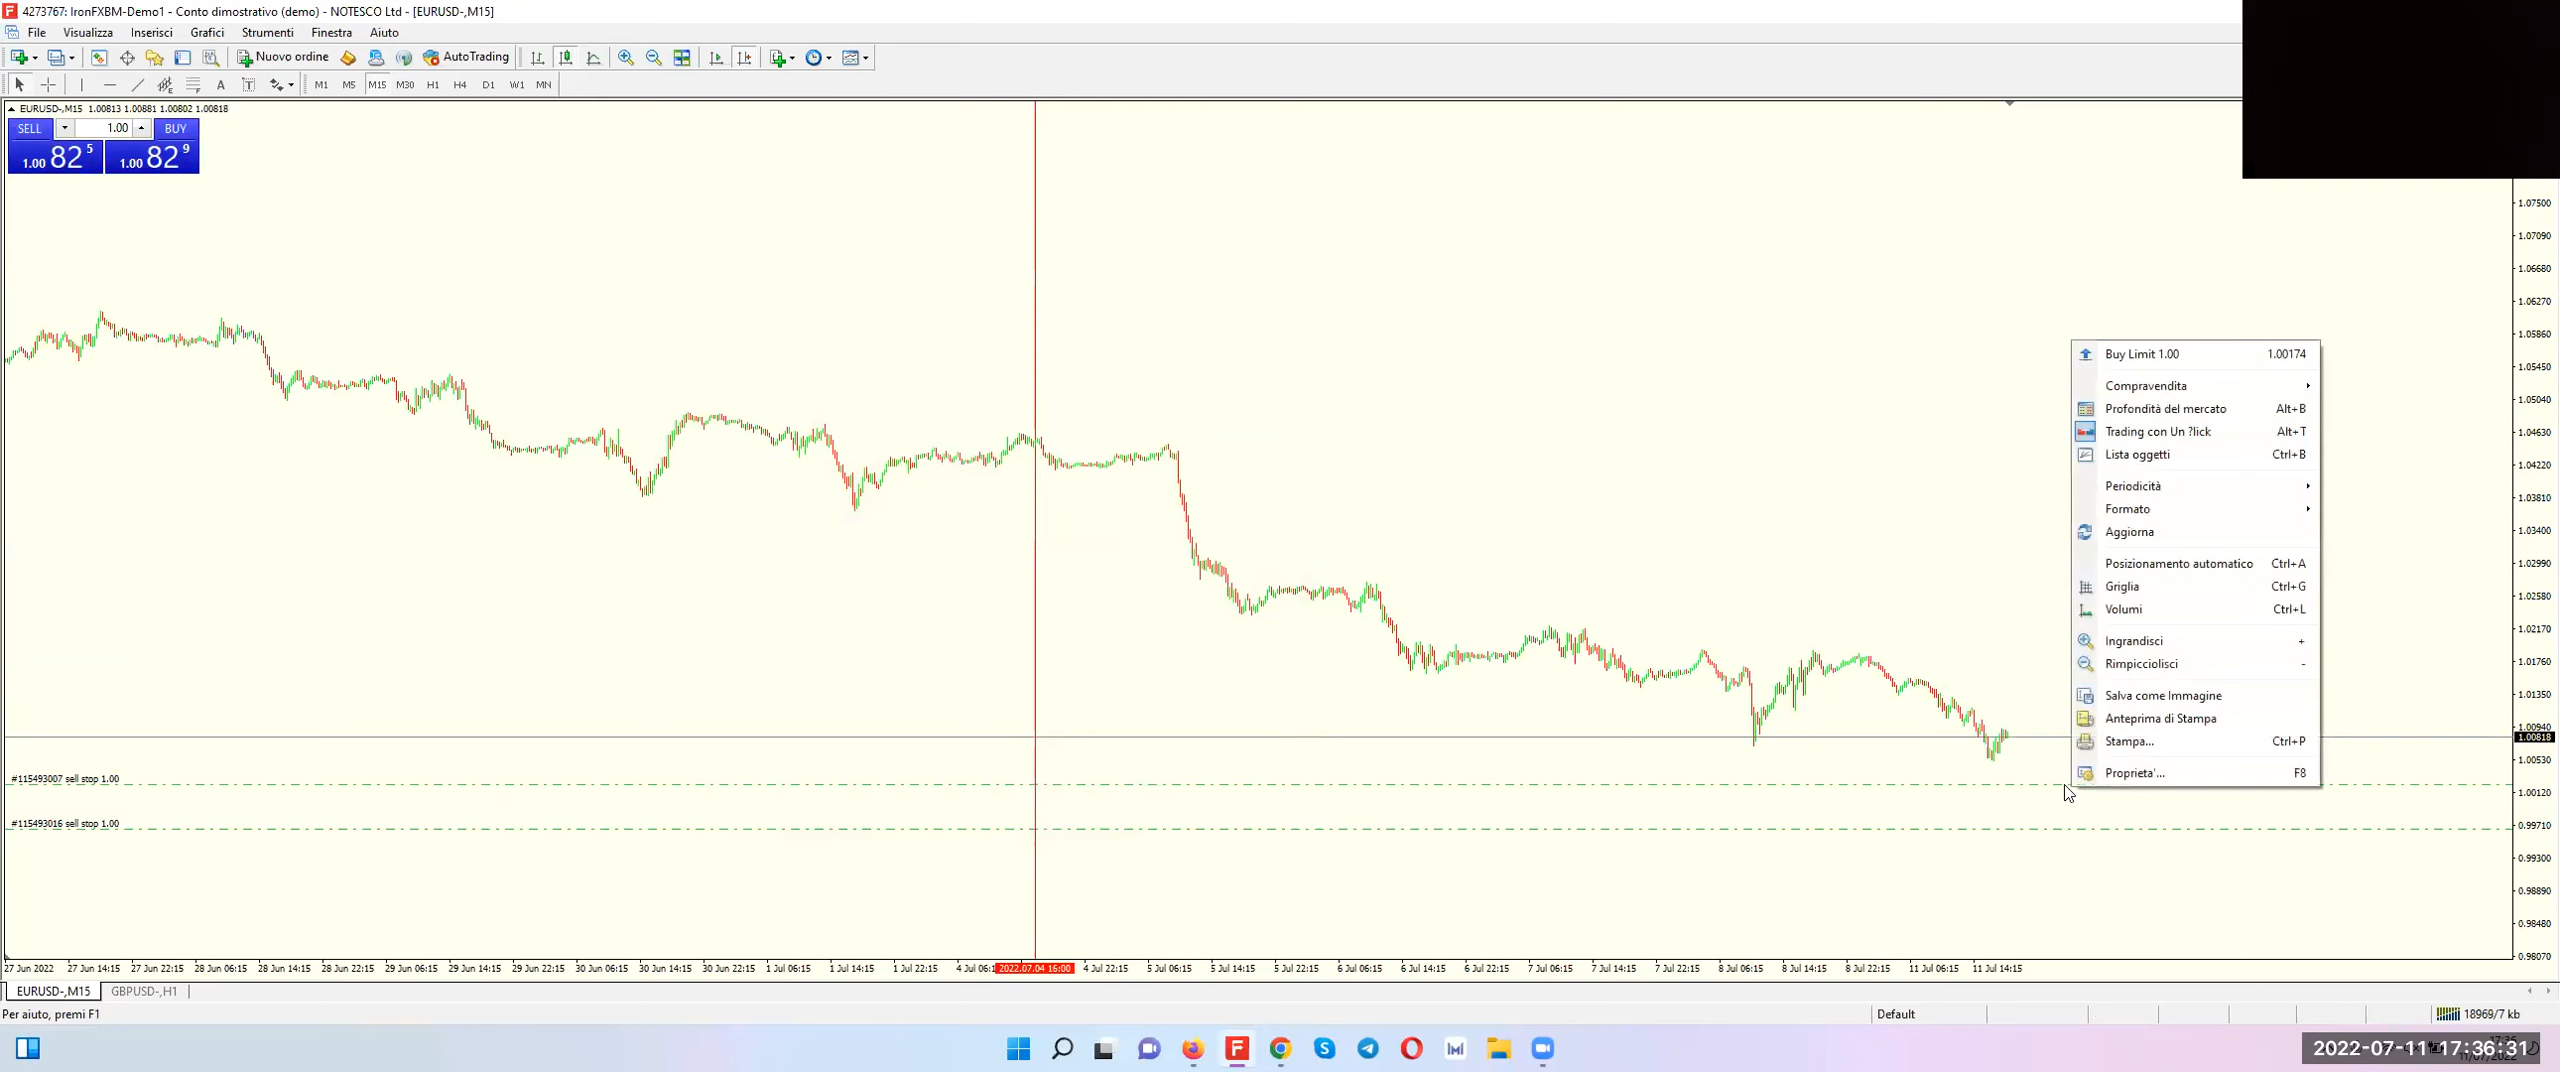 4273767: IronFXBM-Demo1 - Conto dimostrativo (demo) - NOTESCO Ltd - [EURUSD-,M15]
File Visualizza Inserisci Grafici Strumenti Finestra Aiuto
Nuovo ordine AutoTrading
A T M1 M5 M15 M30 H1 H4 D1 W1 MN
EURUSD-,M15 1.00813 1.00881 1.00802 1.00818
SELL 1.00 BUY
1.00 82 5 1.00 82 9
1.07500
1.07090
1.06680
1.06270
1.05860
1.05450
1.05040
1.04630
1.04220
1.03810
1.03400
1.02990
1.02580
1.02170
1.01760
1.01350
1.00940
1.00818
1.00530
1.00120
0.99710
0.99300
0.98890
0.98480
0.98070
Buy Limit 1.00 1.00174
Compravendita
Profondità del mercato Alt+B
Trading con Un ?lick Alt+T
Lista oggetti Ctrl+B
Periodicità
Formato
Aggiorna
Posizionamento automatico Ctrl+A
Griglia Ctrl+G
Volumi Ctrl+L
Ingrandisci +
Rimpicciolisci -
Salva come Immagine
Anteprima di Stampa
Stampa... Ctrl+P
Proprieta'... F8
#115493007 sell stop 1.00
#115493016 sell stop 1.00
27 Jun 2022 27 Jun 14:15 27 Jun 22:15 28 Jun 06:15 28 Jun 14:15 28 Jun 22:15 29 Jun 06:15 29 Jun 14:15 29 Jun 22:15 30 Jun 06:15 30 Jun 14:15 30 Jun 22:15 1 Jul 06:15 1 Jul 14:15 1 Jul 22:15 4 Jul 06:1 2022.07.04 16:00 4 Jul 22:15 5 Jul 06:15 5 Jul 14:15 5 Jul 22:15 6 Jul 06:15 6 Jul 14:15 6 Jul 22:15 7 Jul 06:15 7 Jul 14:15 7 Jul 22:15 8 Jul 06:15 8 Jul 14:15 8 Jul 22:15 11 Jul 06:15 11 Jul 14:15
EURUSD-,M15 GBPUSD-,H1
Per aiuto, premi F1 Default 18969/7 kb
2022-07-11 17:36:31